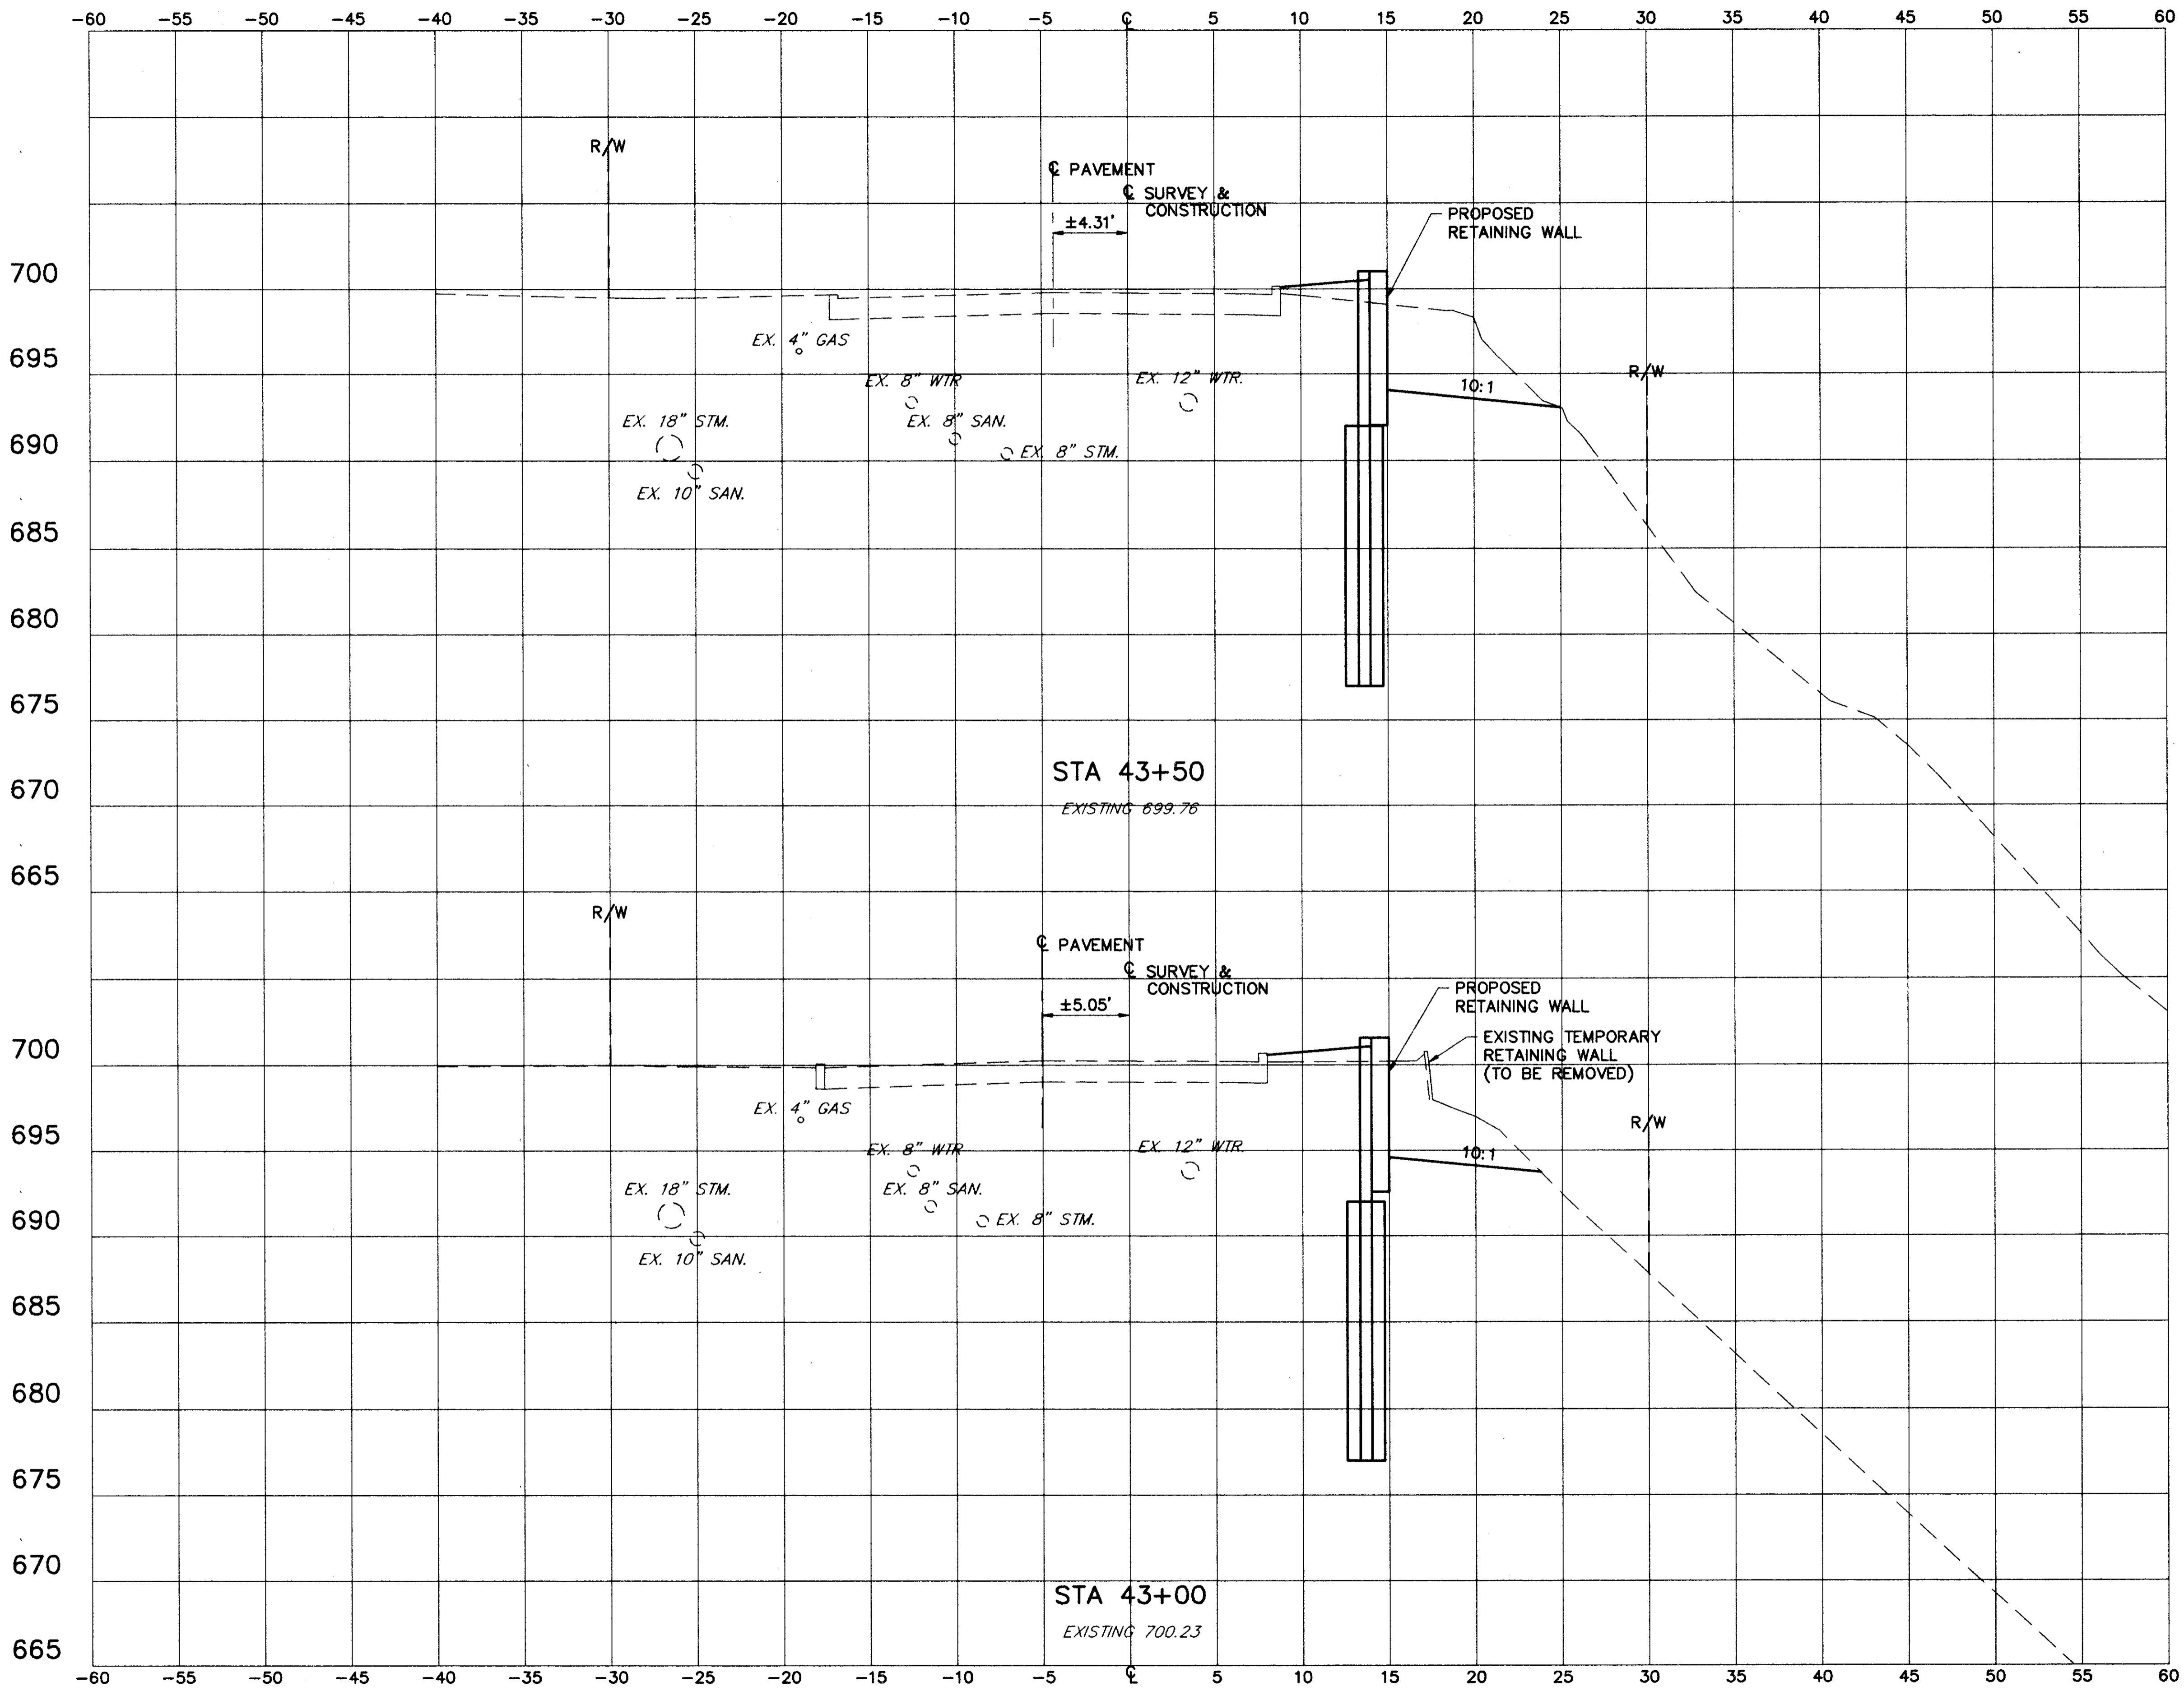 -60 -55 -50 -45 -40 -35 -30 -25 -20 -15 -10 -5 ℄ 5 10 15 20 25 30 35 40 45 50 55 60
R/W
℄ PAVEMENT
℄ SURVEY &
CONSTRUCTION
±4.31'
PROPOSED
RETAINING WALL
700
EX. 4" GAS
695
R/W
EX. 8" WTR
EX. 12" WTR.
10:1
EX. 18" STM.
EX. 8" SAN.
690
EX. 8" STM.
EX. 10" SAN.
685
680
675
STA 43+50
670
EXISTING 699.76
665
R/W
℄ PAVEMENT
℄ SURVEY &
CONSTRUCTION
±5.05'
PROPOSED
RETAINING WALL
EXISTING TEMPORARY
RETAINING WALL
(TO BE REMOVED)
700
EX. 4" GAS
695
R/W
EX. 8" WTR
EX. 12" WTR.
10:1
EX. 18" STM.
EX. 8" SAN.
690
EX. 8" STM.
EX. 10" SAN.
685
680
675
670
STA 43+00
EXISTING 700.23
665
-60 -55 -50 -45 -40 -35 -30 -25 -20 -15 -10 -5 ℄ 5 10 15 20 25 30 35 40 45 50 55 60